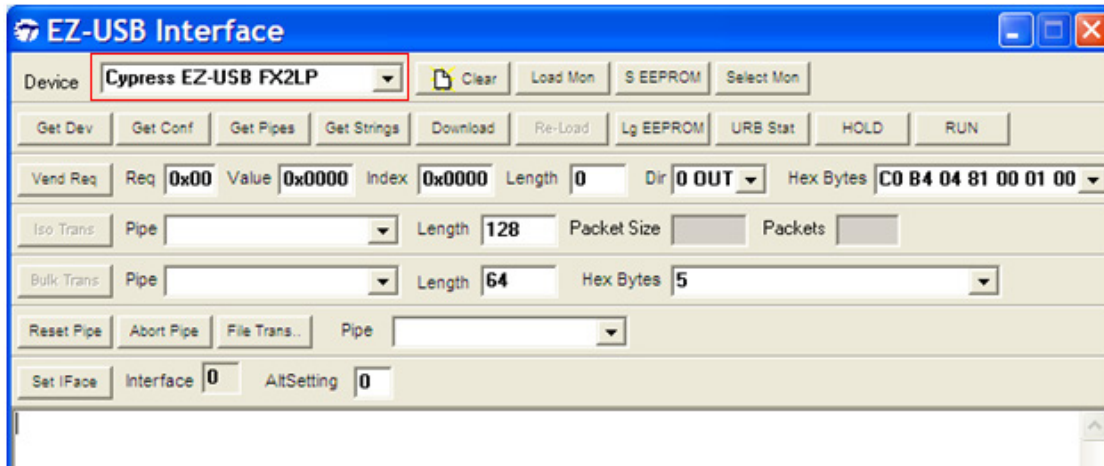 EZ-USB Interface
Device Cypress EZ-USB FX2LP Clear Load Mon S EEPROM Select Mon
Get Dev Get Conf Get Pipes Get Strings Download Re-Load Lg EEPROM URB Stat HOLD RUN
Vend Req Req 0x00 Value 0x0000 Index 0x0000 Length 0 Dir 0 OUT Hex Bytes C0 B4 04 81 00 01 00
Iso Trans Pipe Length 128 Packet Size Packets
Bulk Trans Pipe Length 64 Hex Bytes 5
Reset Pipe Abort Pipe File Trans.. Pipe
Set IFace Interface 0 AltSetting 0